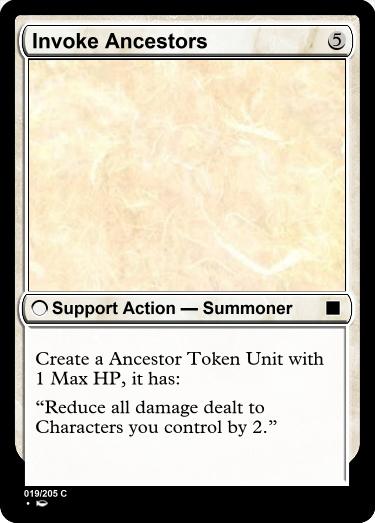 Invoke Ancestors 5
Support Action — Summoner
Create a Ancestor Token Unit with
1 Max HP, it has:
“Reduce all damage dealt to
Characters you control by 2.”
019/205 C